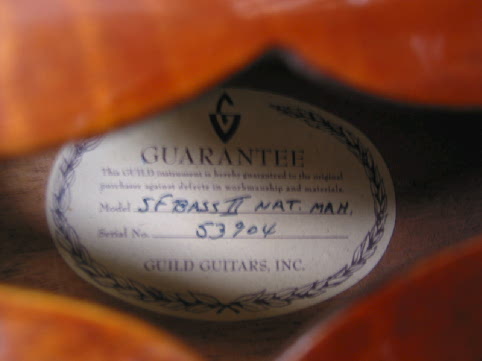 G
GUARANTEE
This GUILD Instrument is hereby guaranteed to the original
purchaser against defects in workmanship and materials.
Model SF BASS II NAT. MAH.
Serial No. 53904
GUILD GUITARS, INC.